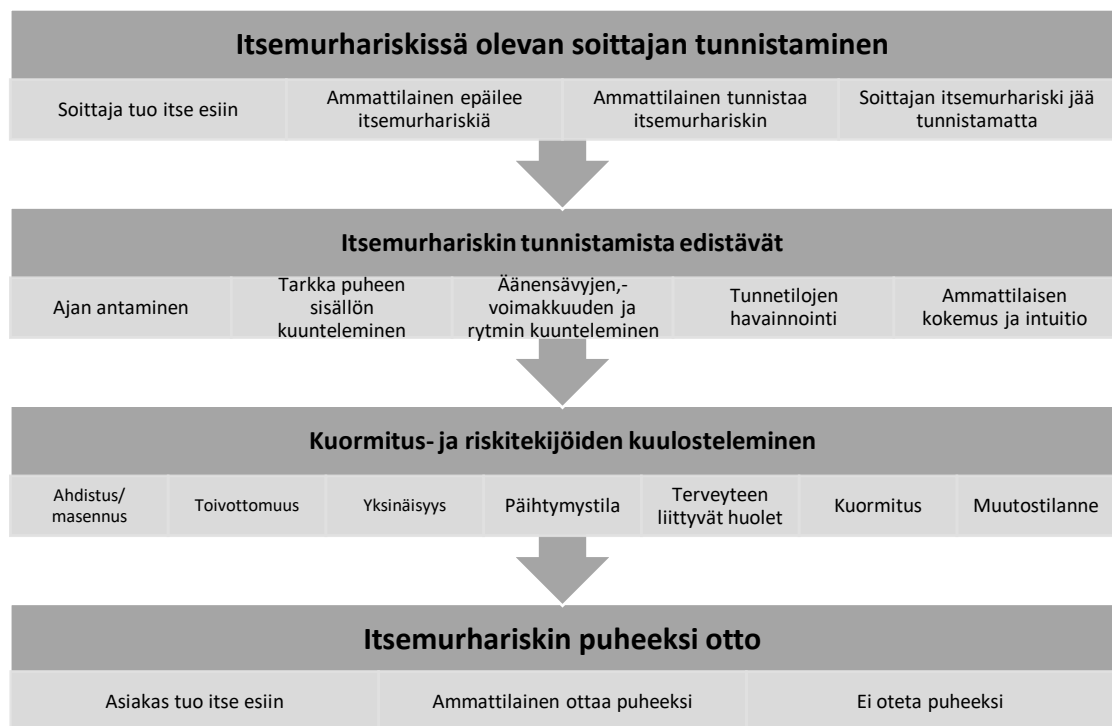 Itsemurhariskissä olevan soittajan tunnistaminen
Soittaja tuo itse esiin
Ammattilainen epäilee
itsemurhariskiä
Ammattilainen tunnistaa
itsemurhariskin
Soittajan itsemurhariski jää
tunnistamatta
Itsemurhariskin tunnistamista edistävät
Ajan antaminen
Tarkka puheen
sisällön
kuunteleminen
Äänensävyjen,-
voimakkuuden ja
rytmin kuunteleminen
Tunnetilojen
havainnointi
Ammattilaisen
kokemus ja intuitio
Kuormitus- ja riskitekijöiden kuulosteleminen
Ahdistus/
masennus
Toivottomuus
Yksinäisyys
Päihtymystila
Terveyteen
liittyvät huolet
Kuormitus
Muutostilanne
Itsemurhariskin puheeksi otto
Asiakas tuo itse esiin
Ammattilainen ottaa puheeksi
Ei oteta puheeksi